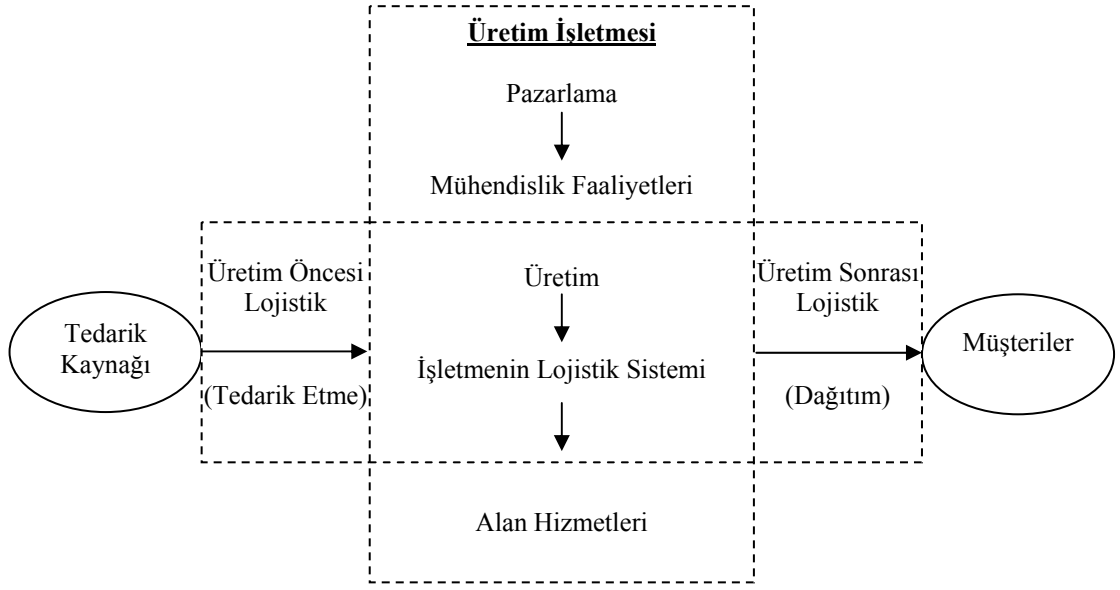 Üretim İşletmesi
Pazarlama
Mühendislik Faaliyetleri
Üretim Öncesi
Lojistik
(Tedarik Etme)
Tedarik
Kaynağı
Üretim
İşletmenin Lojistik Sistemi
Alan Hizmetleri
Üretim Sonrası
Lojistik
(Dağıtım)
Müşteriler